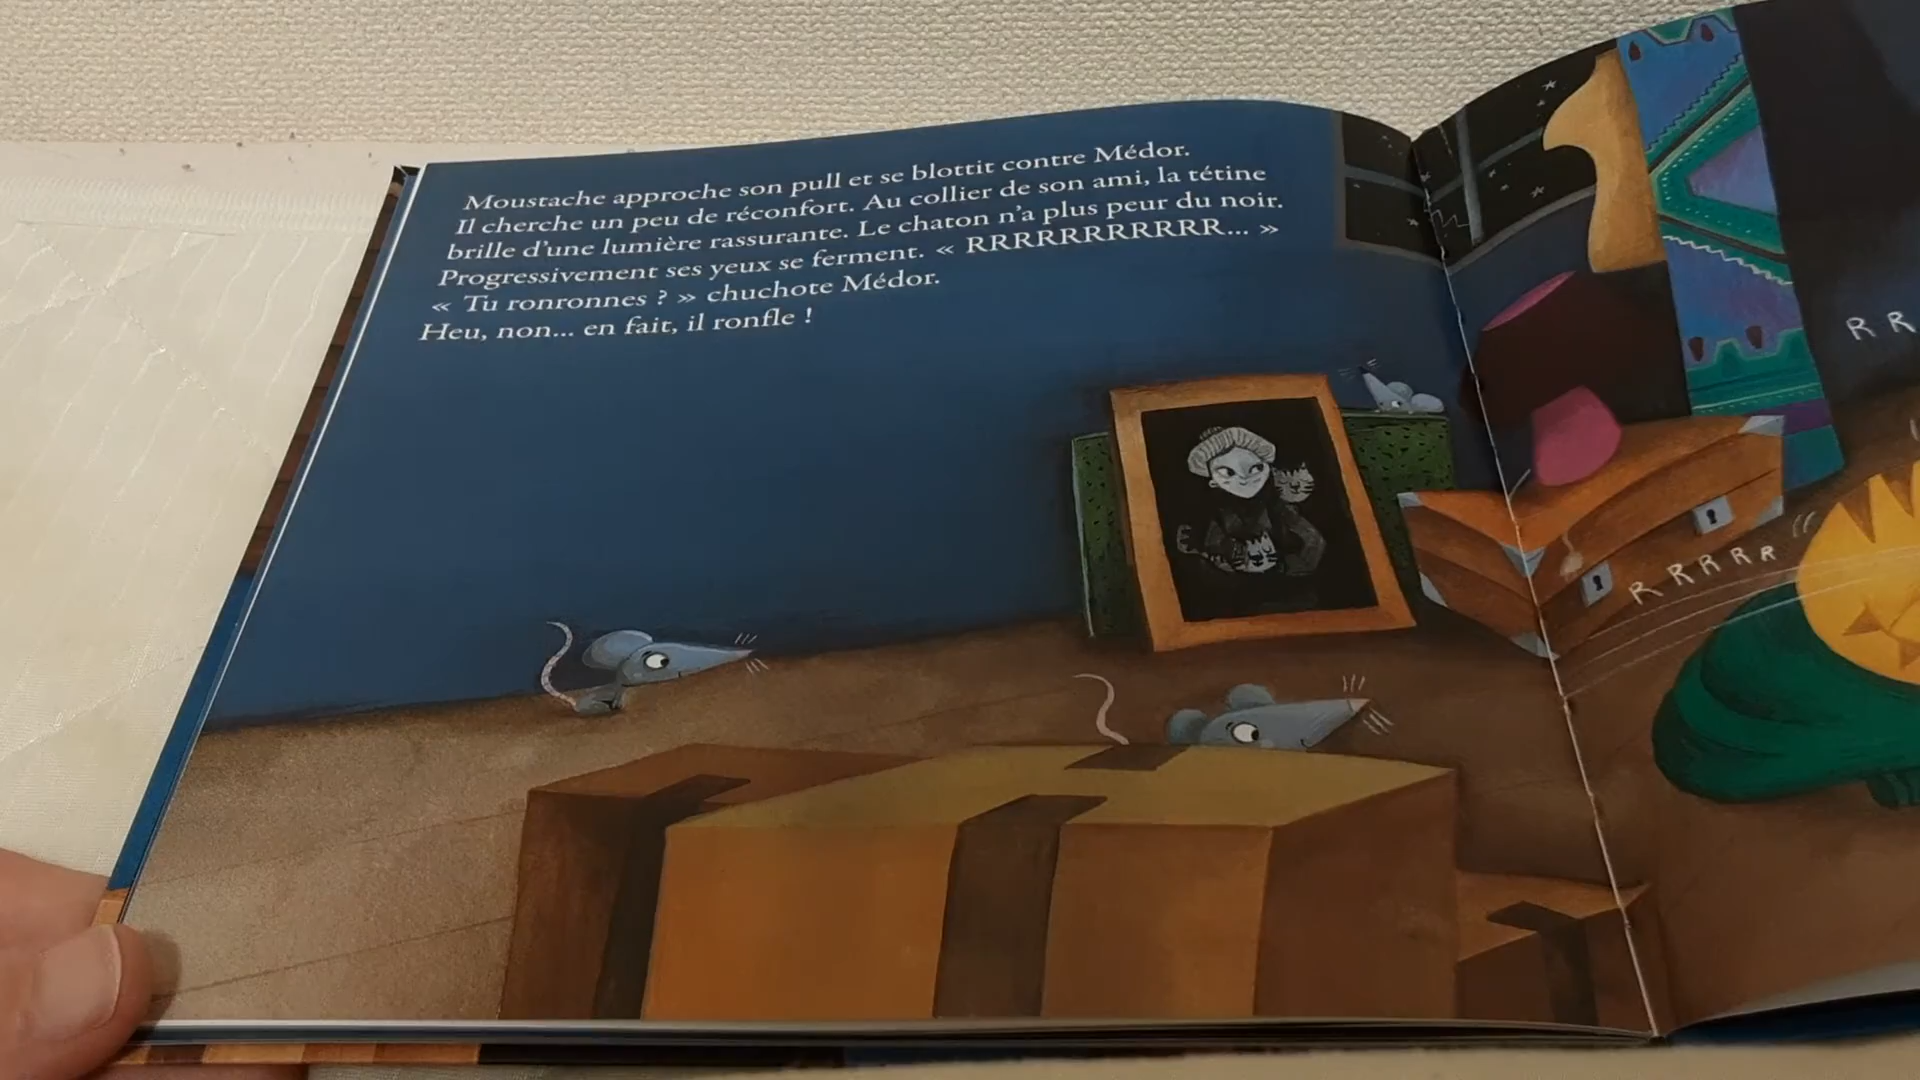 Moustache approche son pull et se blottit contre Médor.
Il cherche un peu de réconfort. Au collier de son ami, la tétine
brille d'une lumière rassurante. Le chaton n'a plus peur du noir.
Progressivement ses yeux se ferment. « RRRRRRRRRRR... »
« Tu ronronnes ? » chuchote Médor.
Heu, non... en fait, il ronfle !
R R
R R R R R